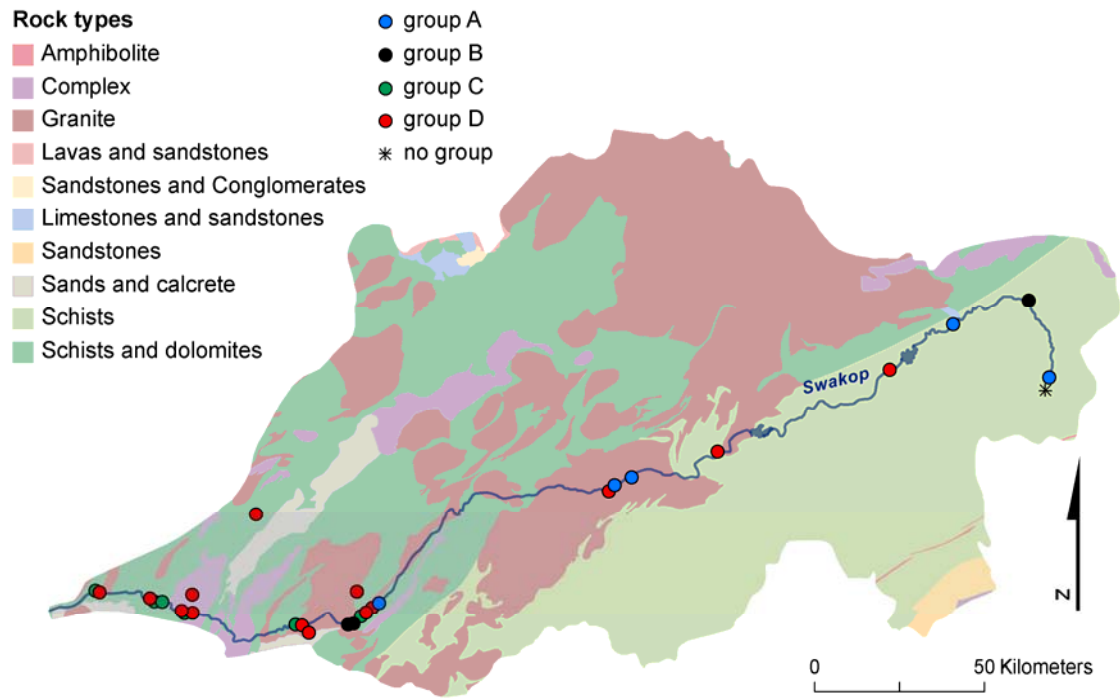 Rock types
Amphibolite
Complex
Granite
Lavas and sandstones
Sandstones and Conglomerates
Limestones and sandstones
Sandstones
Sands and calcrete
Schists
Schists and dolomites
group A
group B
group C
group D
no group
Swakop
N
0 50 Kilometers